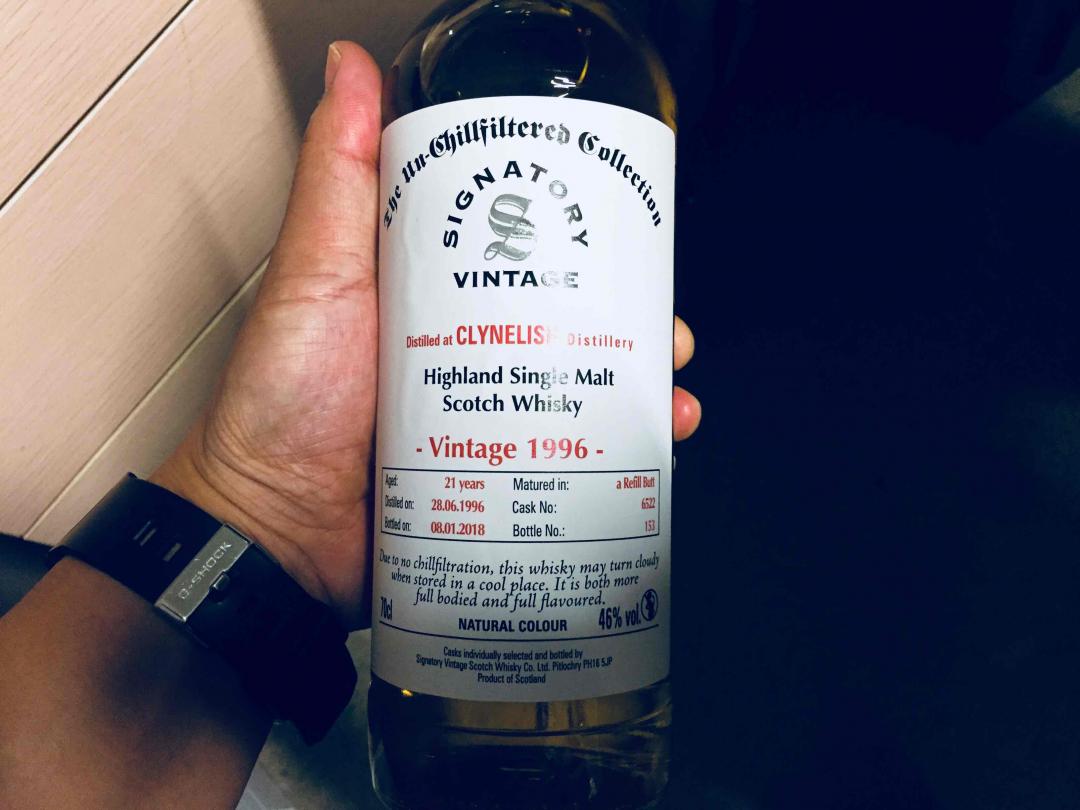 The Un-Chillfiltered Collection
SIGNATORY
S
VINTAGE
Distilled at CLYNELISH Distillery
Highland Single Malt
Scotch Whisky
- Vintage 1996 -
Aged: 21 years Matured in: a Refill Butt
Distilled on: 28.06.1996 Cask No: 6522
Bottled on: 08.01.2018 Bottle No.: 153
Due to no chillfiltration, this whisky may turn cloudy
when stored in a cool place. It is both more
full bodied and full flavoured.
70cl NATURAL COLOUR 46% vol.
Casks individually selected and bottled by
Signatory Vintage Scotch Whisky Co. Ltd. Pitlochry PH16 5JP
Product of Scotland
G-SHOCK